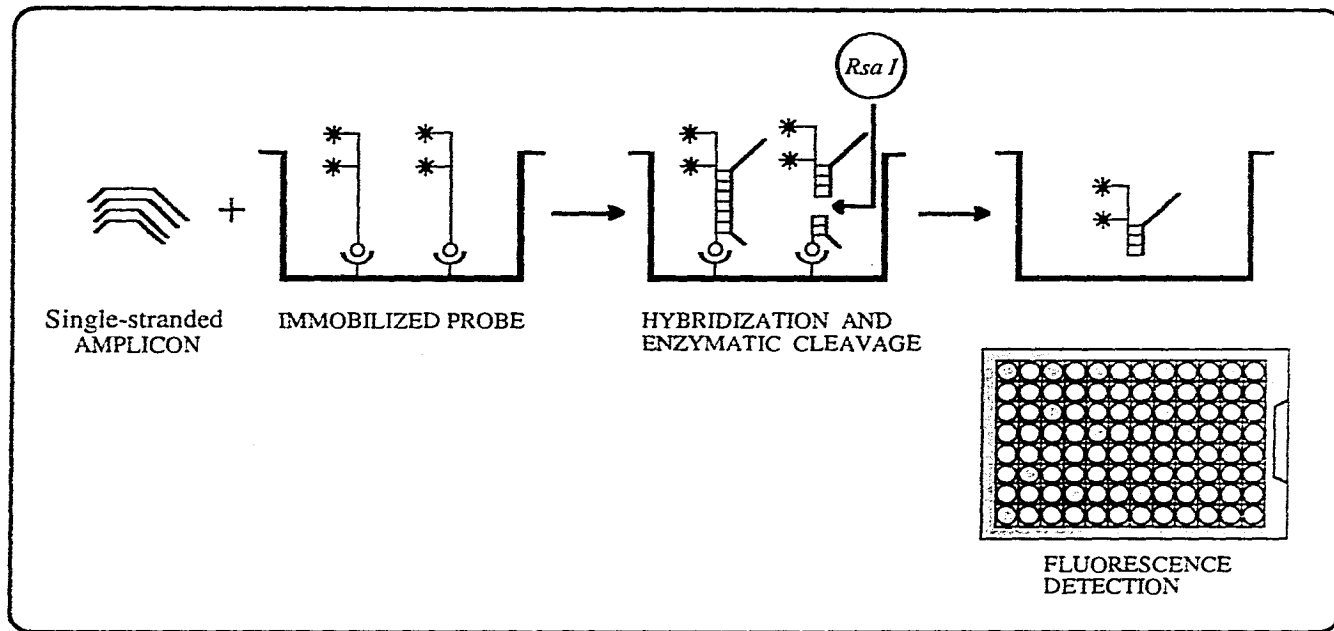 Rsa I
+
Single-stranded
AMPLICON
IMMOBILIZED PROBE
HYBRIDIZATION AND
ENZYMATIC CLEAVAGE
FLUORESCENCE
DETECTION